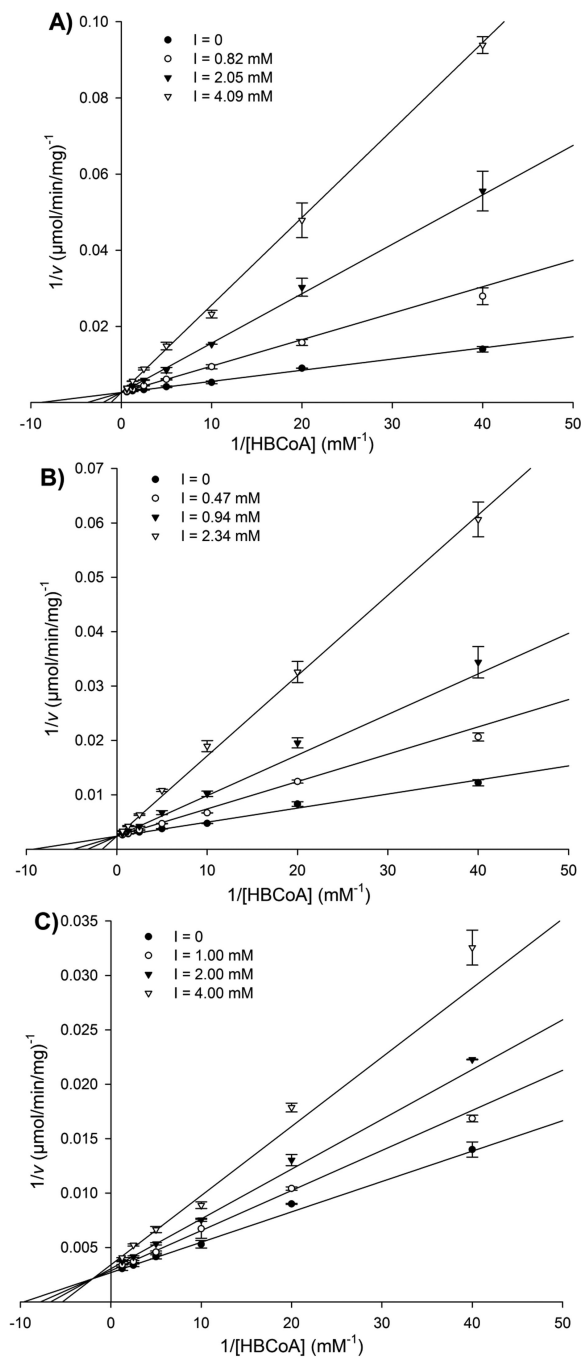 A)
I = 0
I = 0.82 mM
I = 2.05 mM
I = 4.09 mM
1/v (µmol/min/mg)⁻¹
0.10
0.08
0.06
0.04
0.02
-10 0 10 20 30 40 50
1/[HBCoA] (mM⁻¹)
B)
I = 0
I = 0.47 mM
I = 0.94 mM
I = 2.34 mM
1/v (µmol/min/mg)⁻¹
0.07
0.06
0.05
0.04
0.03
0.02
0.01
-10 0 10 20 30 40 50
1/[HBCoA] (mM⁻¹)
C)
I = 0
I = 1.00 mM
I = 2.00 mM
I = 4.00 mM
1/v (µmol/min/mg)⁻¹
0.035
0.030
0.025
0.020
0.015
0.010
0.005
-10 0 10 20 30 40 50
1/[HBCoA] (mM⁻¹)